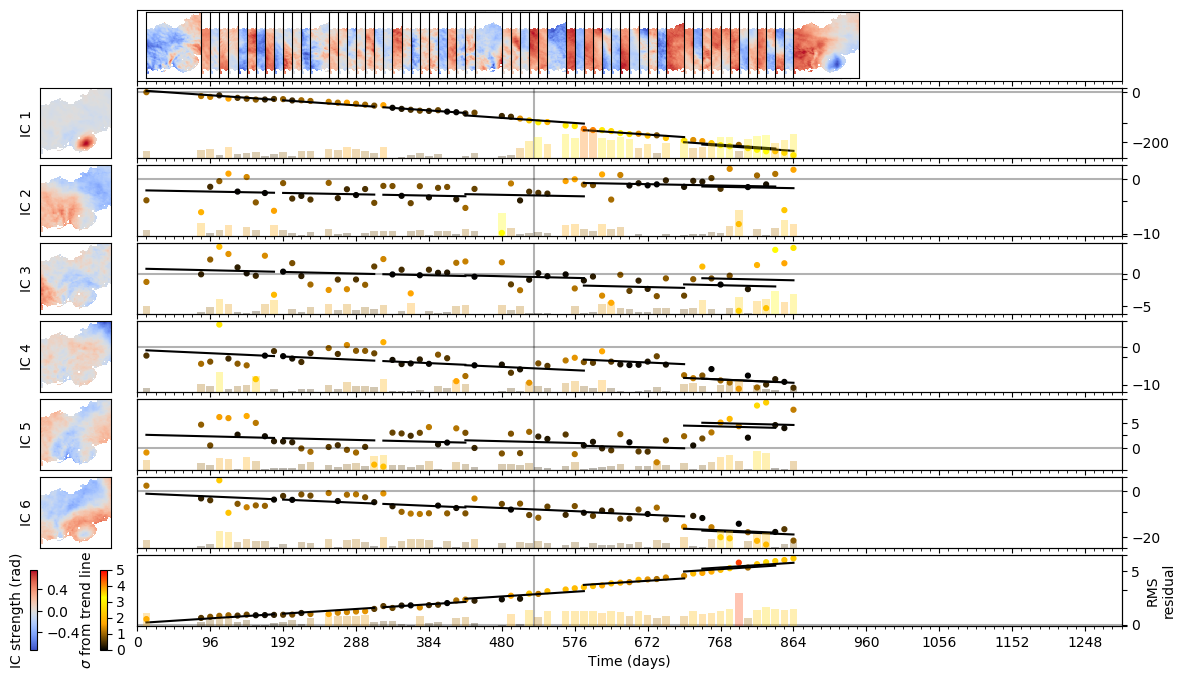 IC 1
0
−200
IC 2
0
−10
IC 3
0
−5
IC 4
0
−10
IC 5
5
0
IC 6
0
−20
IC strength (rad)
0.4
0.0
−0.4
σ from trend line
5
4
3
2
1
0
5
0
RMS
residual
0 96 192 288 384 480 576 672 768 864 960 1056 1152 1248
Time (days)